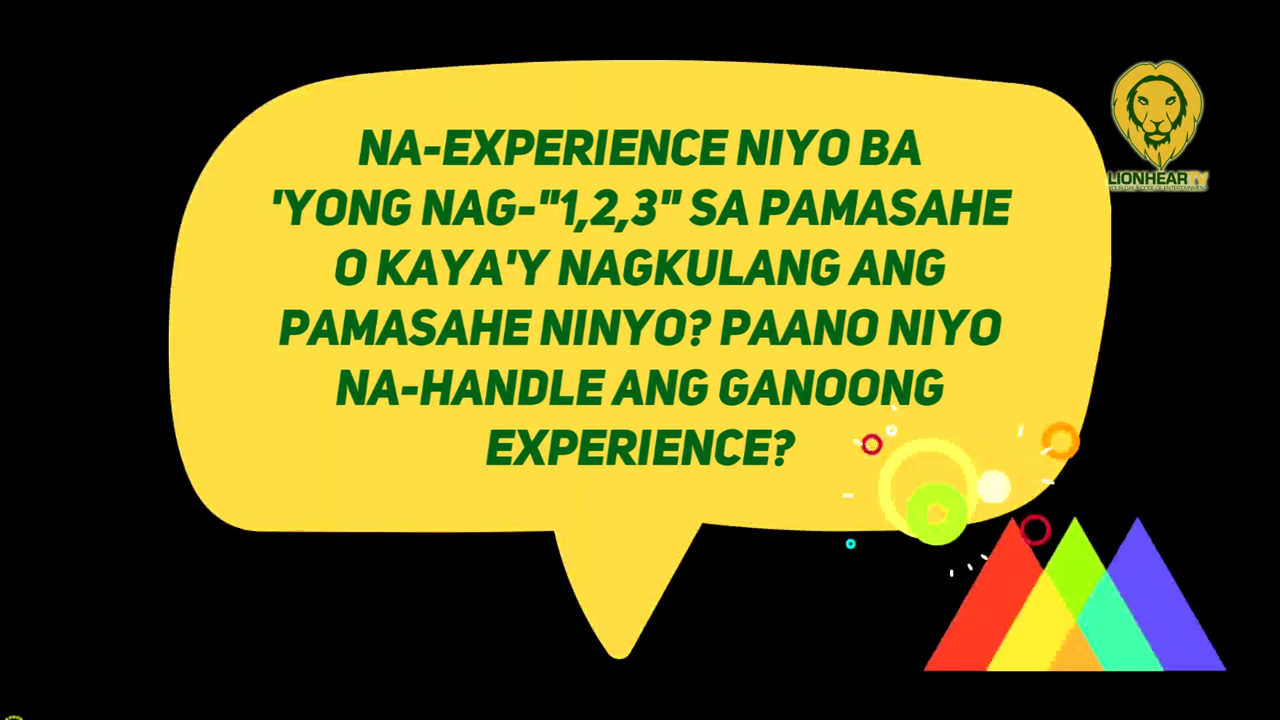 NA-EXPERIENCE NIYO BA
'YONG NAG-"1,2,3" SA PAMASAHE
O KAYA'Y NAGKULANG ANG
PAMASAHE NINYO? PAANO NIYO
NA-HANDLE ANG GANOONG
EXPERIENCE?
LIONHEARTV